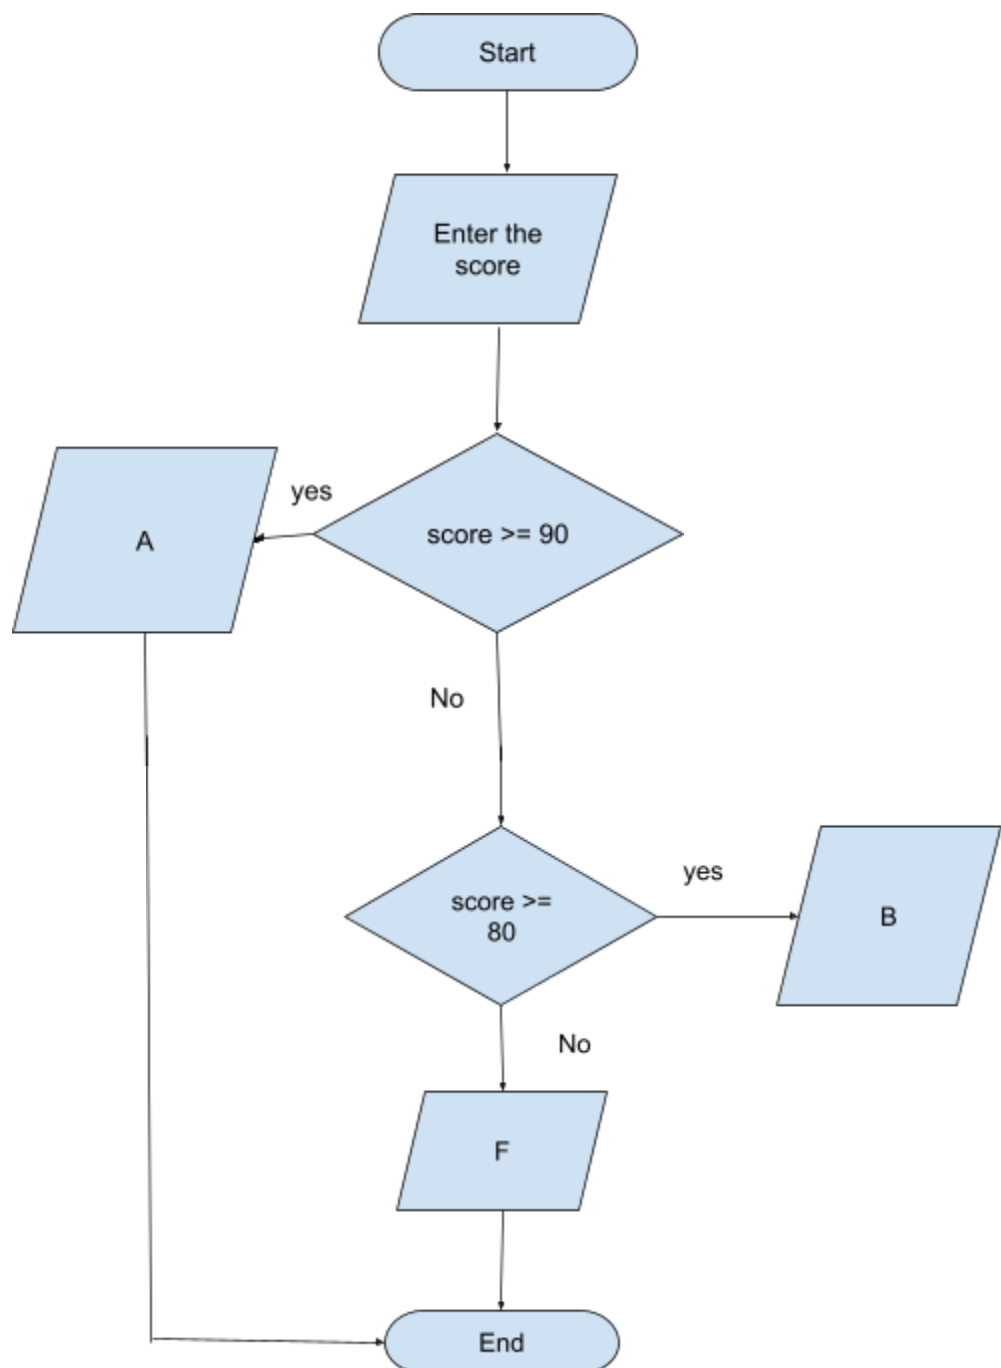 Start
Enter the
score
yes
score >= 90
A
No
yes
score >=
80
B
No
F
End